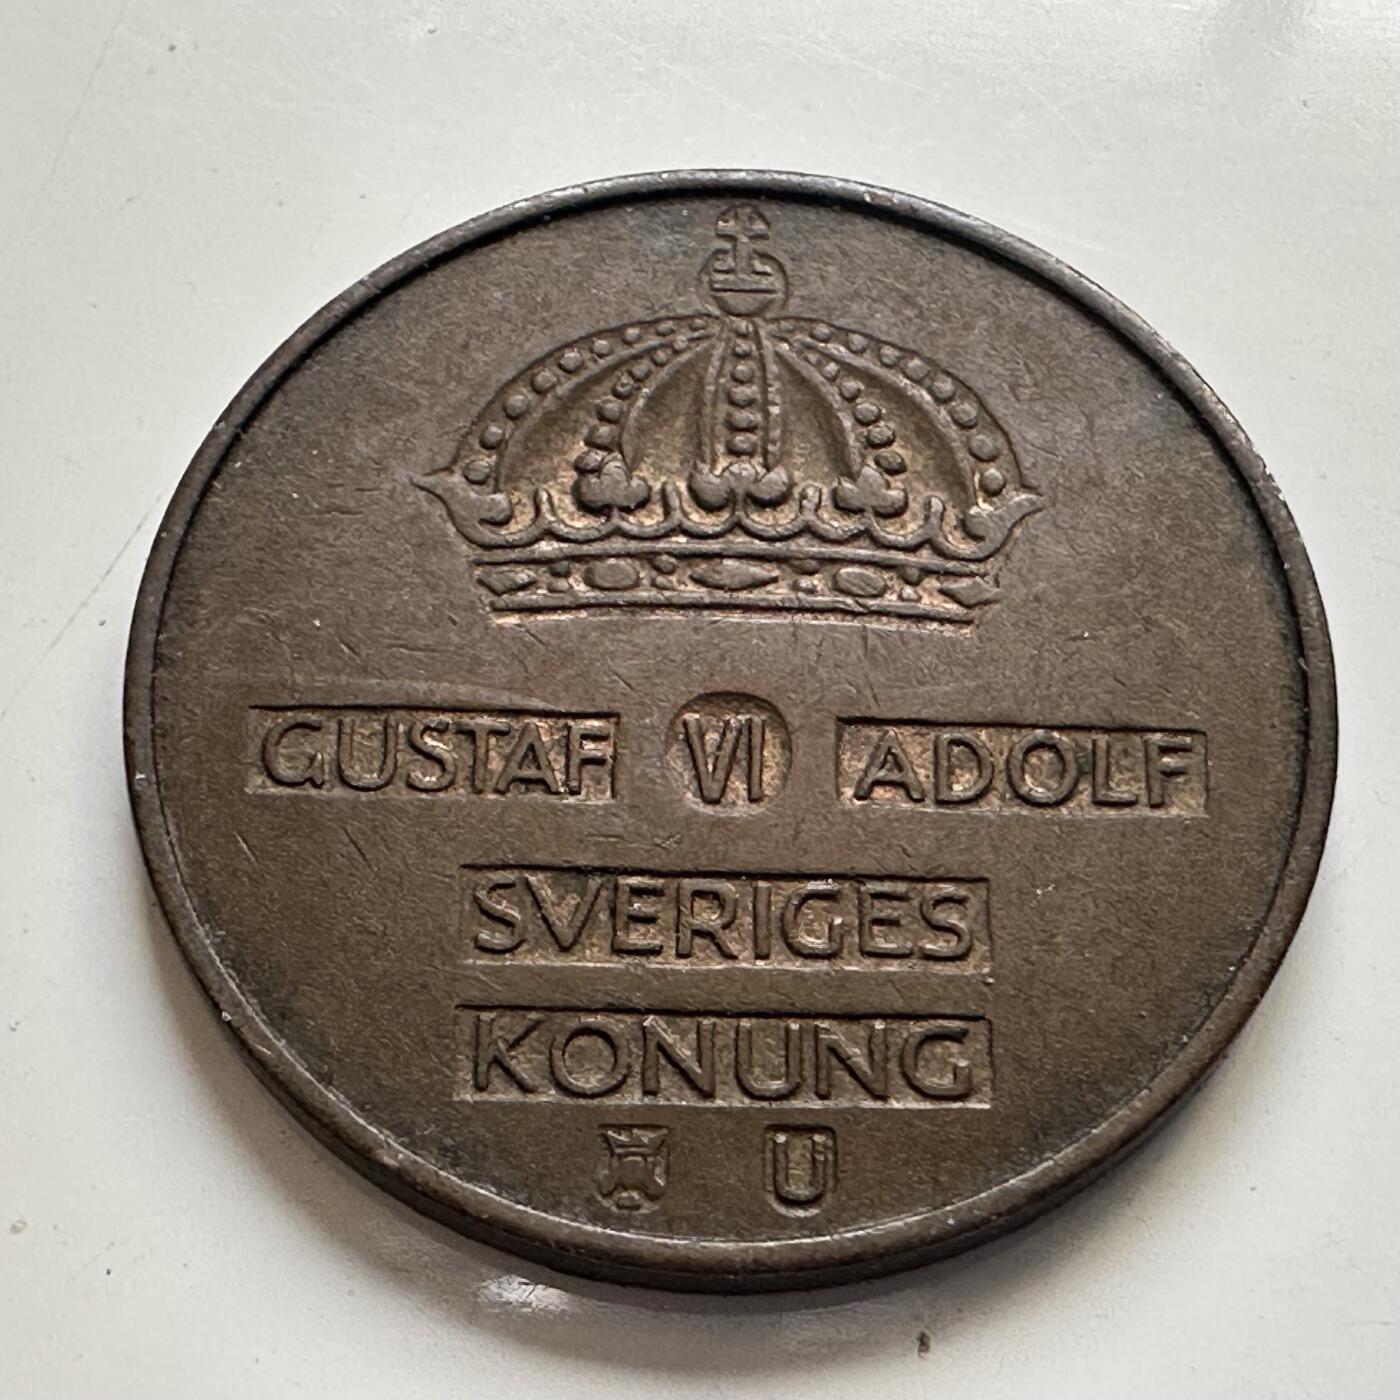 GUSTAF VI ADOLF
SVERIGES
KONUNG
U